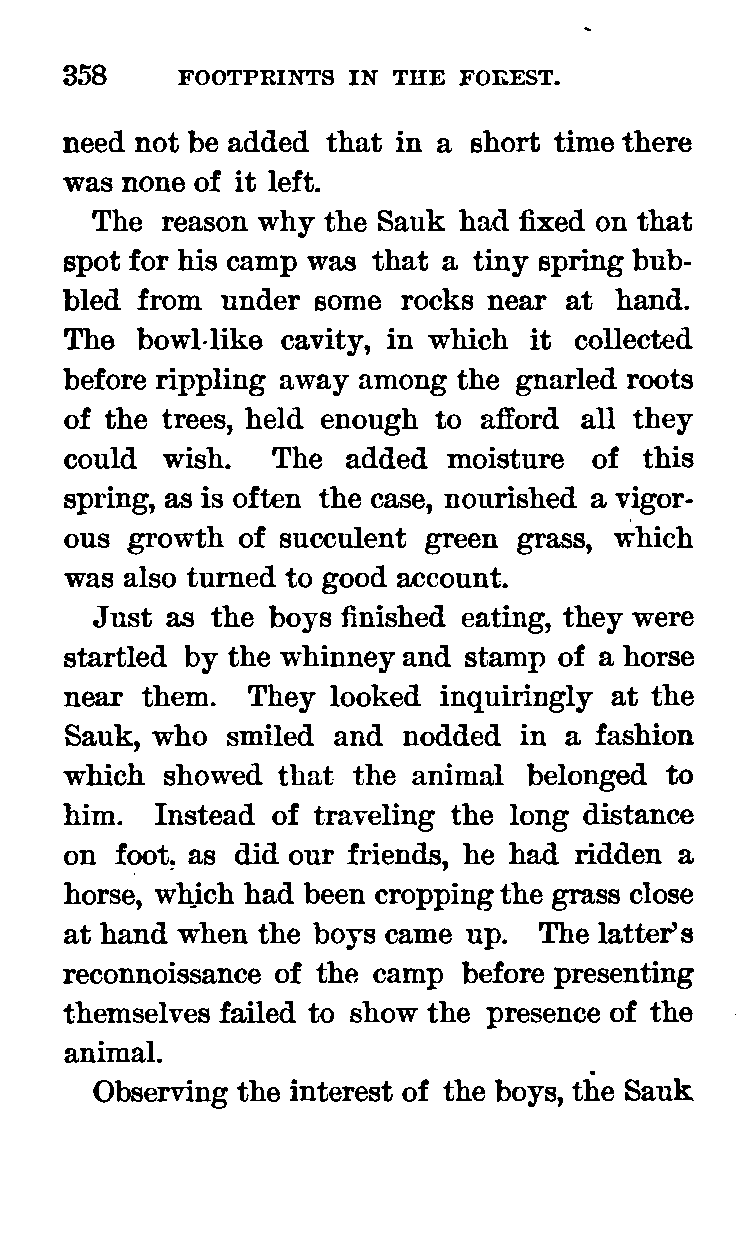 358 FOOTPRINTS IN THE FOREST.
need not be added that in a short time there
was none of it left.
The reason why the Sauk had fixed on that
spot for his camp was that a tiny spring bub-
bled from under some rocks near at hand.
The bowl-like cavity, in which it collected
before rippling away among the gnarled roots
of the trees, held enough to afford all they
could wish. The added moisture of this
spring, as is often the case, nourished a vigor-
ous growth of succulent green grass, which
was also turned to good account.
Just as the boys finished eating, they were
startled by the whinney and stamp of a horse
near them. They looked inquiringly at the
Sauk, who smiled and nodded in a fashion
which showed that the animal belonged to
him. Instead of traveling the long distance
on foot, as did our friends, he had ridden a
horse, which had been cropping the grass close
at hand when the boys came up. The latter's
reconnoissance of the camp before presenting
themselves failed to show the presence of the
animal.
Observing the interest of the boys, the Sauk